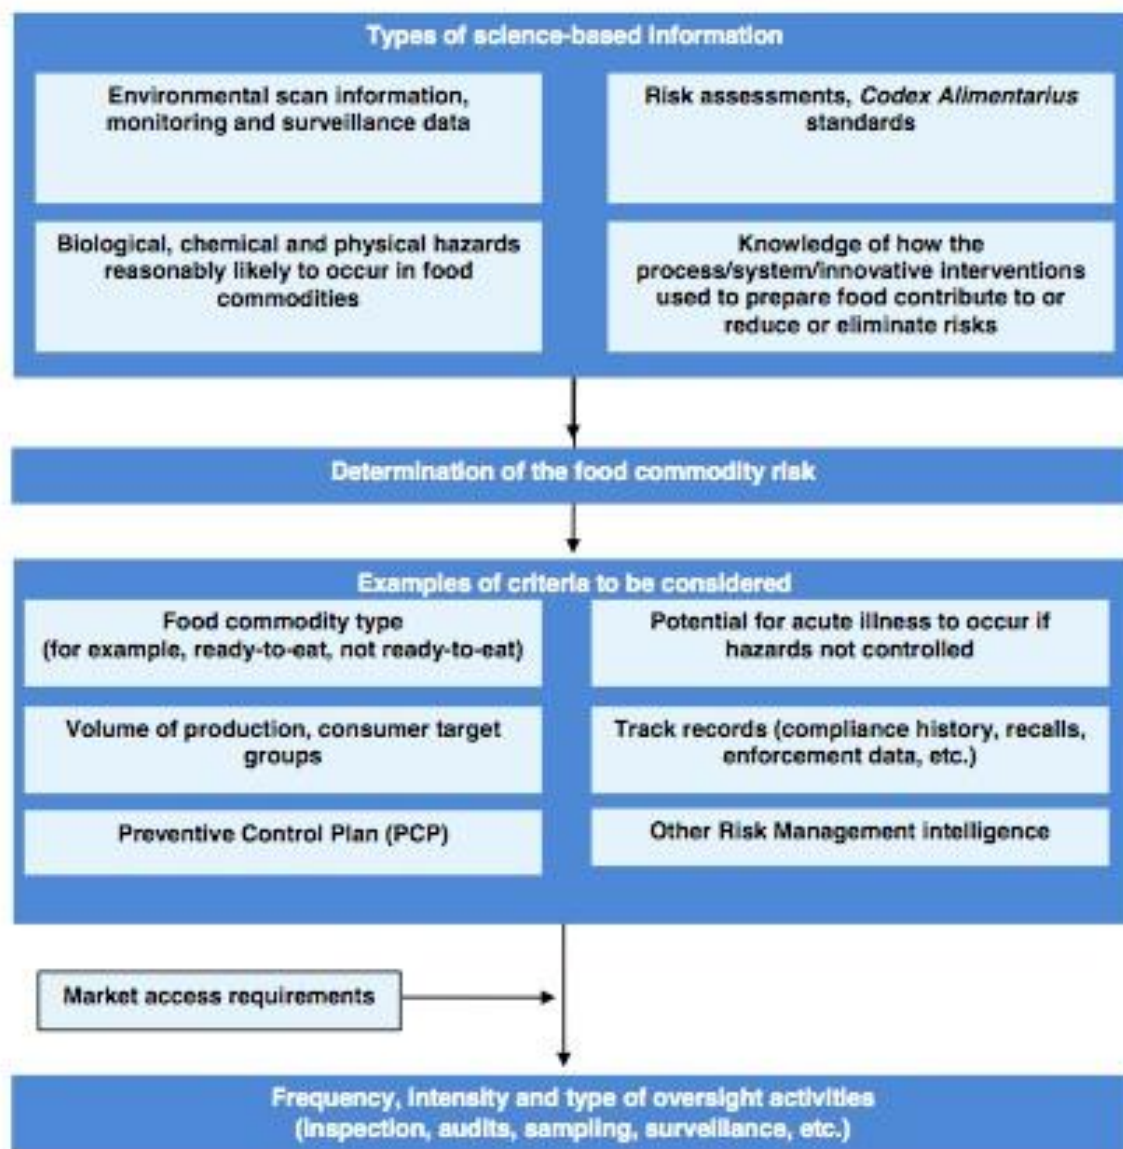 Types of science-based information
Environmental scan information,
monitoring and surveillance data
Risk assessments, Codex Alimentarius
standards
Biological, chemical and physical hazards
reasonably likely to occur in food
commodities
Knowledge of how the
process/system/innovative interventions
used to prepare food contribute to or
reduce or eliminate risks
Determination of the food commodity risk
Examples of criteria to be considered
Food commodity type
(for example, ready-to-eat, not ready-to-eat)
Potential for acute illness to occur if
hazards not controlled
Volume of production, consumer target
groups
Track records (compliance history, recalls,
enforcement data, etc.)
Preventive Control Plan (PCP)
Other Risk Management intelligence
Market access requirements
Frequency, intensity and type of oversight activities
(inspection, audits, sampling, surveillance, etc.)